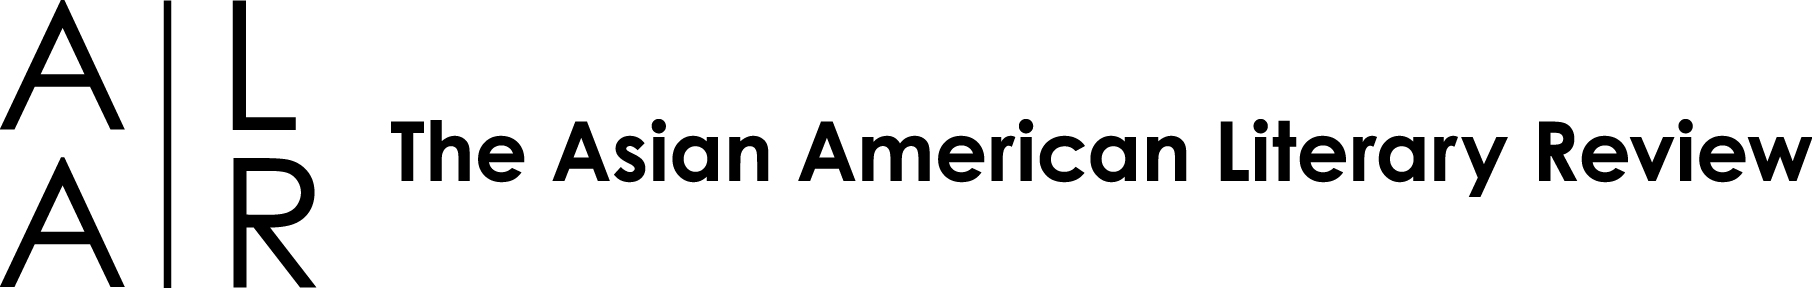 A L
A R
The Asian American Literary Review